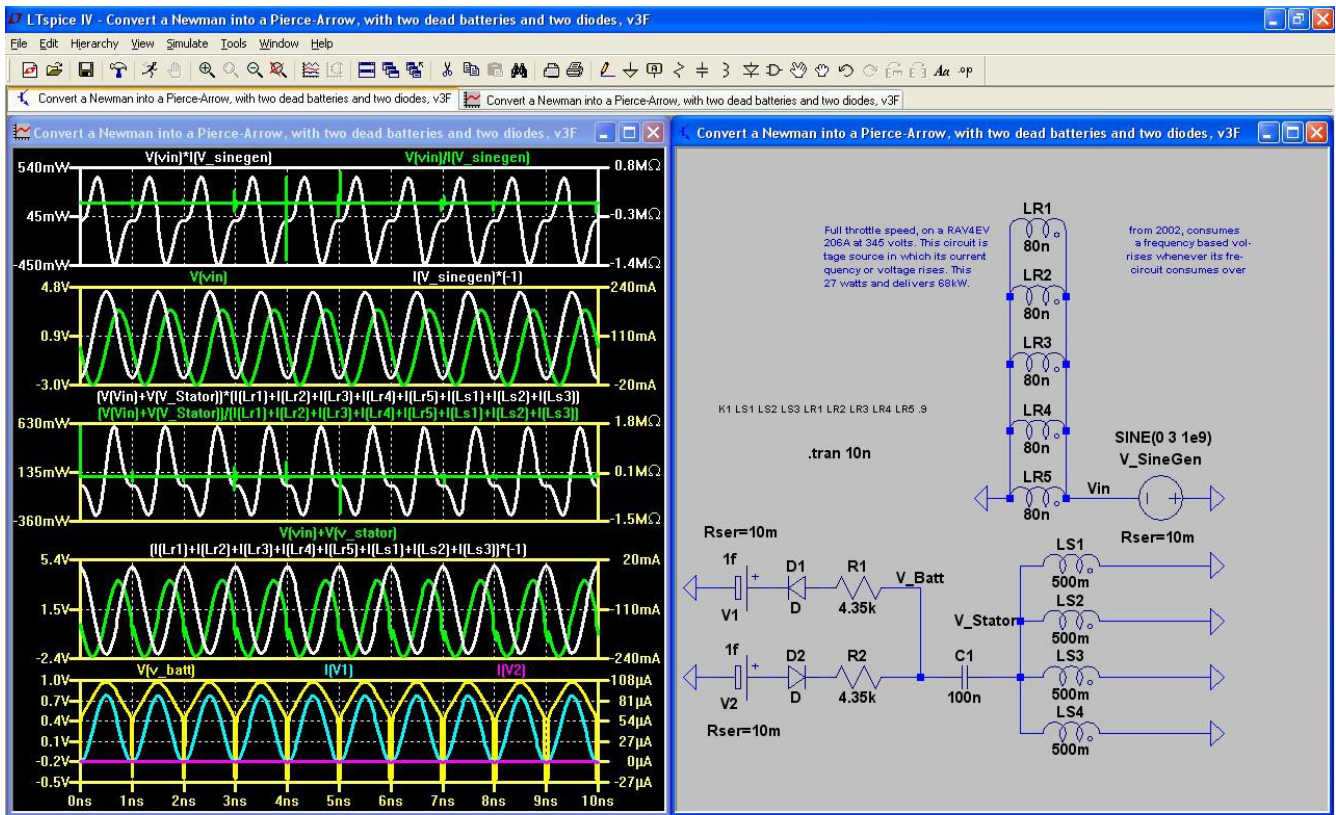 LTspice IV - Convert a Newman into a Pierce-Arrow, with two dead batteries and two diodes, v3F
File Edit Hierarchy View Simulate Tools Window Help
Aa .op
Convert a Newman into a Pierce-Arrow, with two dead batteries and two diodes, v3F
Convert a Newman into a Pierce-Arrow, with two dead batteries and two diodes, v3F
Convert a Newman into a Pierce-Arrow, with two dead batteries and two diodes, v3F
V(vin)*I(V_sinegen) V(vin)/I(V_sinegen)
540mW 0.8MΩ
45mW -0.3MΩ
-450mW -1.4MΩ
V(vin) I(V_sinegen)*(-1)
4.8V 240mA
0.9V 110mA
-3.0V -20mA
(V(Vin)+V(V_Stator))*(I(Lr1)+I(Lr2)+I(Lr3)+I(Lr4)+I(Lr5)+I(Ls1)+I(Ls2)+I(Ls3))
(V(Vin)+V(V_Stator))/(I(Lr1)+I(Lr2)+I(Lr3)+I(Lr4)+I(Lr5)+I(Ls1)+I(Ls2)+I(Ls3))
630mW 1.8MΩ
135mW 0.1MΩ
-360mW -1.5MΩ
V(vin)+V(v_stator)
(I(Lr1)+I(Lr2)+I(Lr3)+I(Lr4)+I(Lr5)+I(Ls1)+I(Ls2)+I(Ls3))*(-1)
5.4V 20mA
1.5V -110mA
-2.4V -240mA
V(v_batt) I(V1) I(V2)
1.0V 108µA
0.7V 81µA
0.4V 54µA
0.1V 27µA
-0.2V 0µA
-0.5V -27µA
0ns 1ns 2ns 3ns 4ns 5ns 6ns 7ns 8ns 9ns 10ns
Convert a Newman into a Pierce-Arrow, with two dead batteries and two diodes, v3F
Full throttle speed, on a RAV4EV from 2002, consumes
206A at 345 volts. This circuit is a frequency based vol-
tage source in which its current rises whenever its fre-
quency or voltage rises. This circuit consumes over
27 watts and delivers 68kW.
LR1
80n
LR2
80n
LR3
80n
LR4
80n
LR5
80n
K1 LS1 LS2 LS3 LR1 LR2 LR3 LR4 LR5 .9
.tran 10n
SINE(0 3 1e9)
V_SineGen
Vin
Rser=10m
Rser=10m
1f D1 R1 V_Batt
V1 D 4.35k
1f D2 R2 C1
V2 D 4.35k 100n
Rser=10m
V_Stator
LS1
500m
LS2
500m
LS3
500m
LS4
500m